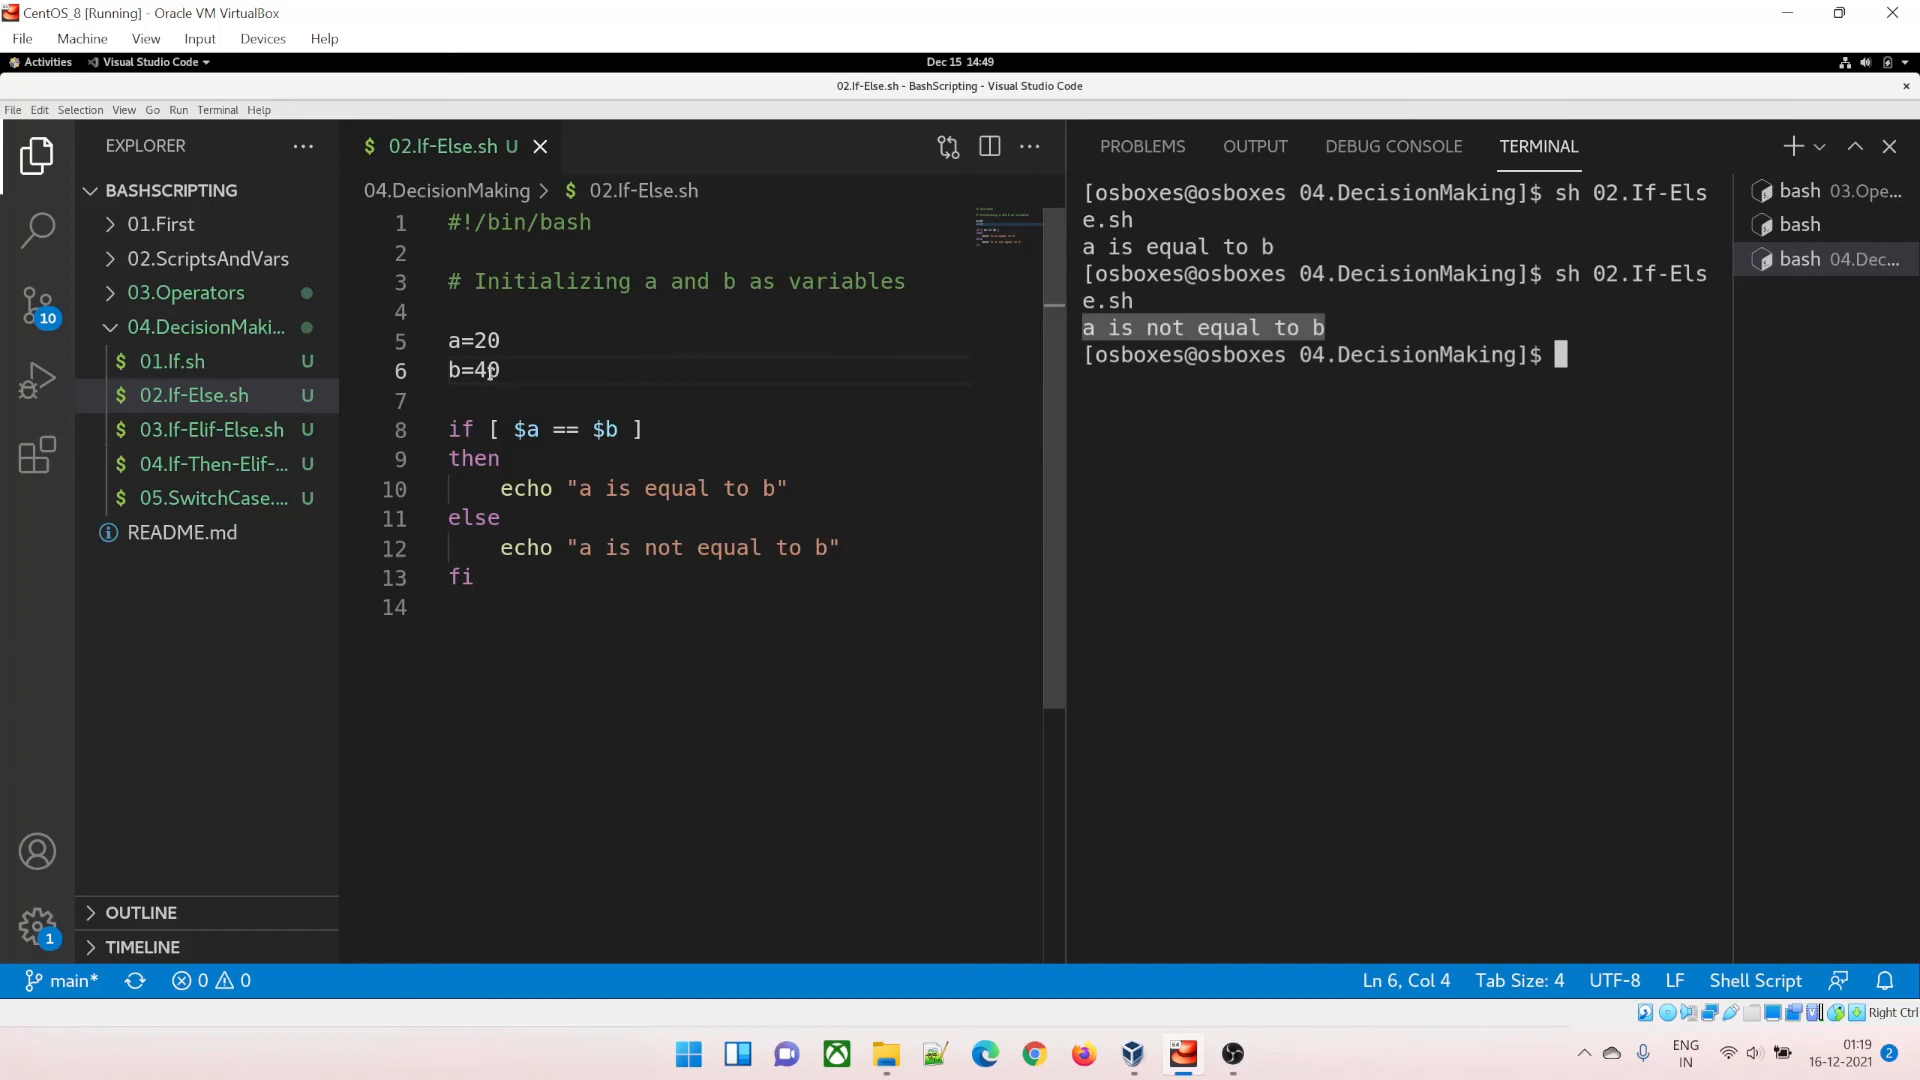 CentOS_8 [Running] - Oracle VM VirtualBox
File Machine View Input Devices Help
Activities Visual Studio Code Dec 15 14:49
02.If-Else.sh - BashScripting - Visual Studio Code
File Edit Selection View Go Run Terminal Help
EXPLORER
BASHSCRIPTING
01.First
02.ScriptsAndVars
03.Operators
04.DecisionMaki...
$ 01.If.sh U
$ 02.If-Else.sh U
$ 03.If-Elif-Else.sh U
$ 04.If-Then-Elif-... U
$ 05.SwitchCase.... U
README.md
OUTLINE
TIMELINE
10
1
$ 02.If-Else.sh U
04.DecisionMaking > $ 02.If-Else.sh
1 #!/bin/bash
2
3 # Initializing a and b as variables
4
5 a=20
6 b=40
7
8 if [ $a == $b ]
9 then
10 echo "a is equal to b"
11 else
12 echo "a is not equal to b"
13 fi
14
PROBLEMS OUTPUT DEBUG CONSOLE TERMINAL
[osboxes@osboxes 04.DecisionMaking]$ sh 02.If-Els
e.sh
a is equal to b
[osboxes@osboxes 04.DecisionMaking]$ sh 02.If-Els
e.sh
a is not equal to b
[osboxes@osboxes 04.DecisionMaking]$
bash 03.Ope...
bash
bash 04.Dec...
main* 0 0 Ln 6, Col 4 Tab Size: 4 UTF-8 LF Shell Script
Right Ctrl
64
ENG
IN
01:19
16-12-2021
2